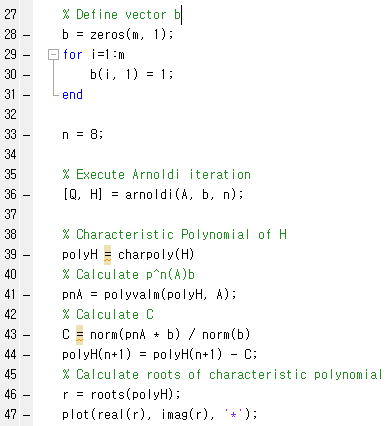 27 % Define vector b
28 – b = zeros(m, 1);
29 – for i=1:m
30 – b(i, 1) = 1;
31 – end
32
33 – n = 8;
34
35 % Execute Arnoldi iteration
36 – [Q, H] = arnoldi(A, b, n);
37
38 % Characteristic Polynomial of H
39 – polyH = charpoly(H)
40 % Calculate p^n(A)b
41 – pnA = polyvalm(polyH, A);
42 % Calculate C
43 – C = norm(pnA * b) / norm(b)
44 – polyH(n+1) = polyH(n+1) - C;
45 % Calculate roots of characteristic polynomial
46 – r = roots(polyH);
47 – plot(real(r), imag(r), '*');